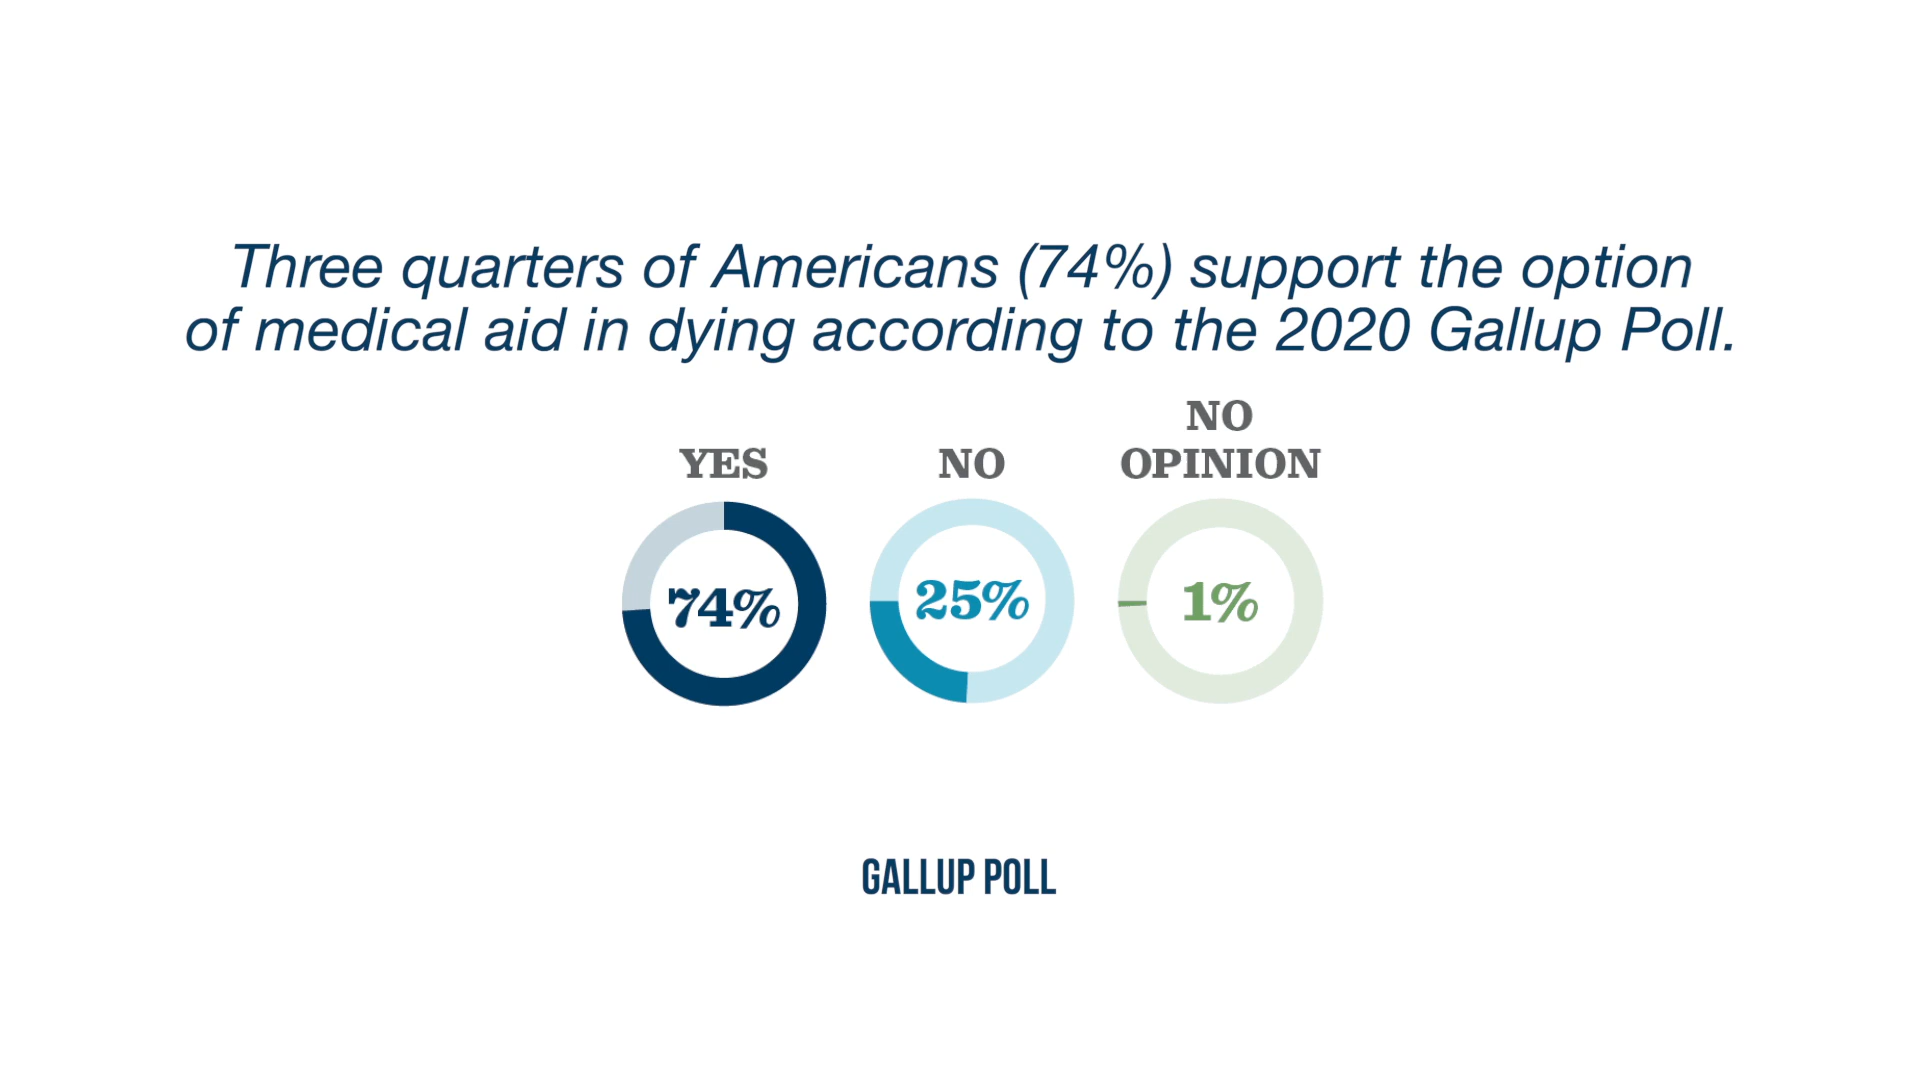 Three quarters of Americans (74%) support the option
of medical aid in dying according to the 2020 Gallup Poll.
YES
NO
NO
OPINION
74%
25%
1%
GALLUP POLL